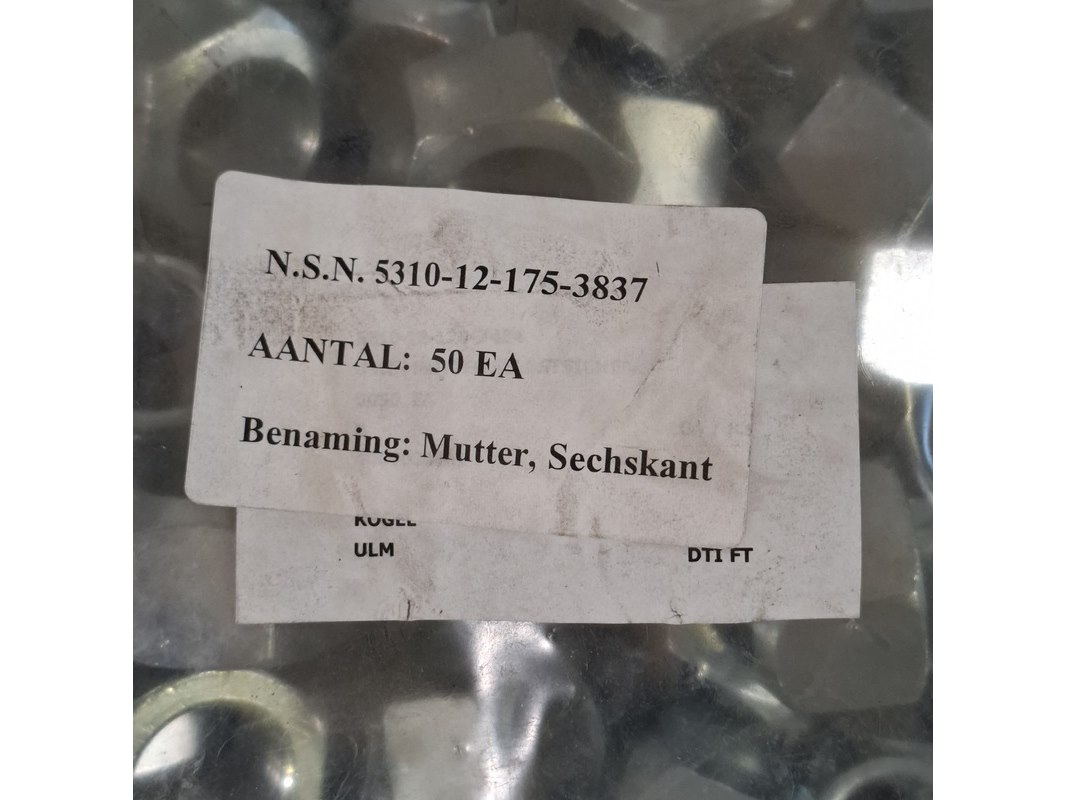 N.S.N. 5310-12-175-3837
AANTAL: 50 EA
Benaming: Mutter, Sechskant
ULM
DTI FT